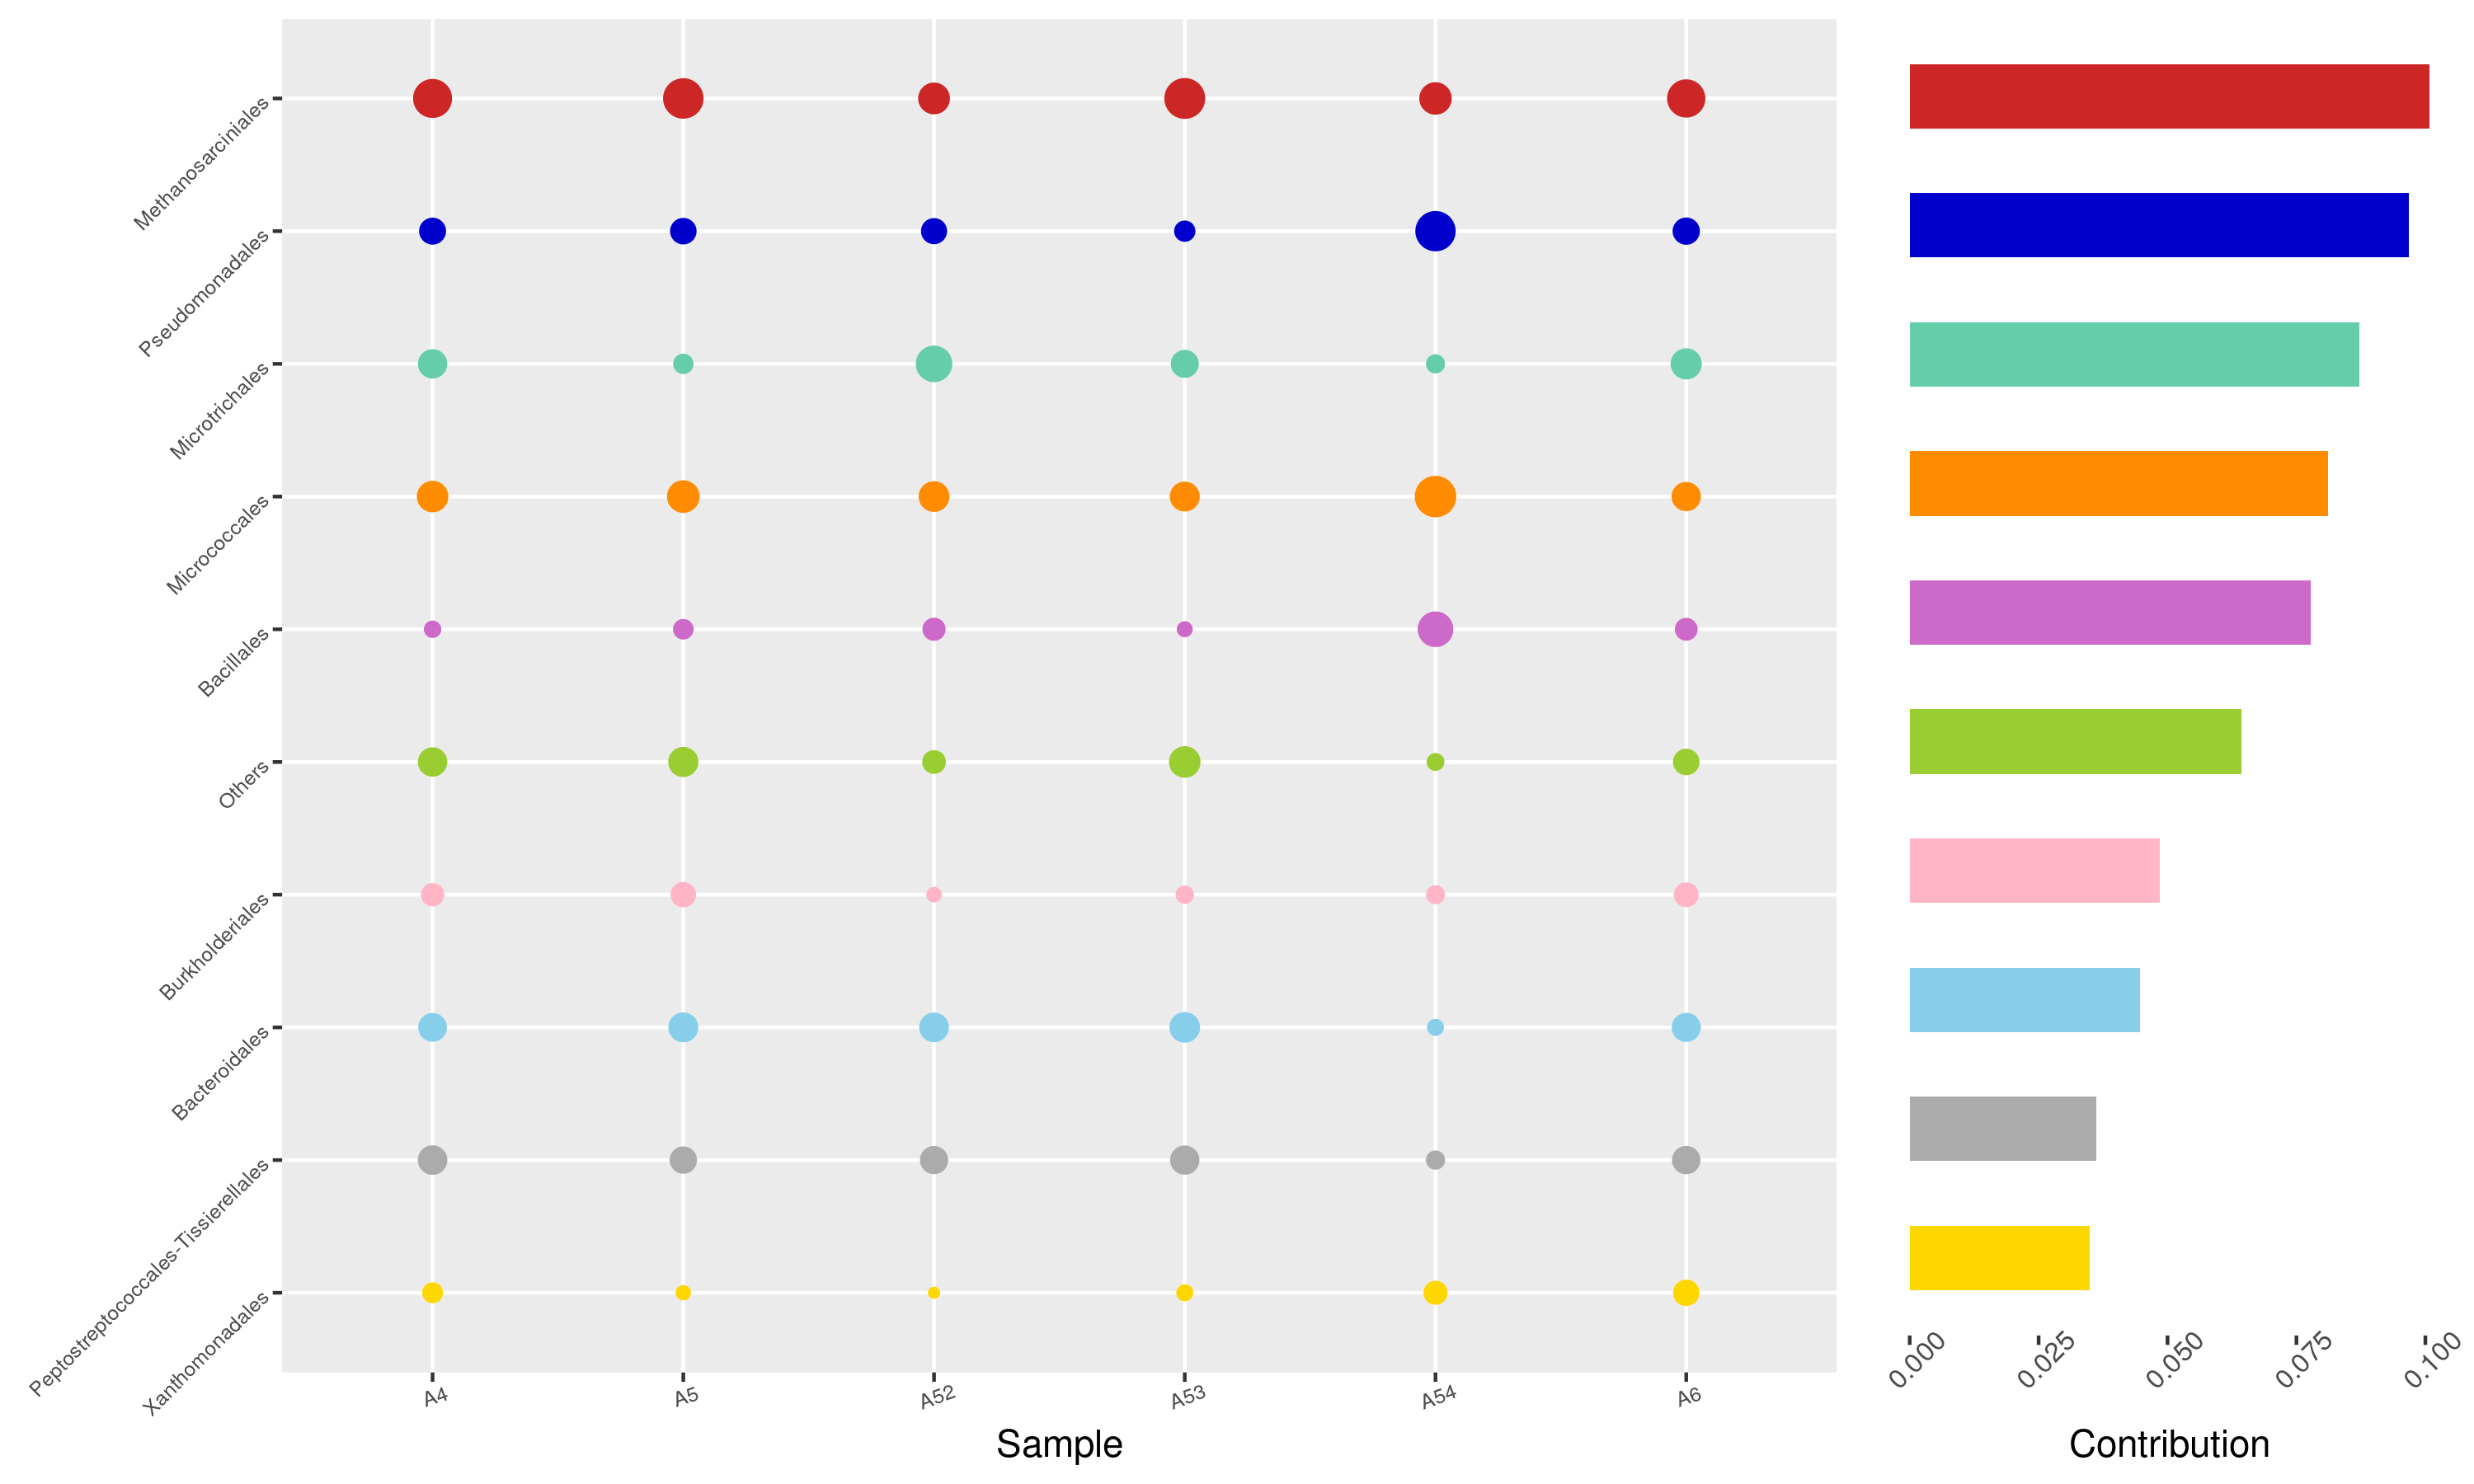 Methanosarciniales
Pseudomonadales
Microtrichales
Micrococcales
Bacillales
Others
Burkholderiales
Bacteroidales
Peptostreptococcales-Tissierellales
Xanthomonadales
A4
A5
A52
A53
A54
A6
Sample
0.000
0.025
0.050
0.075
0.100
Contribution